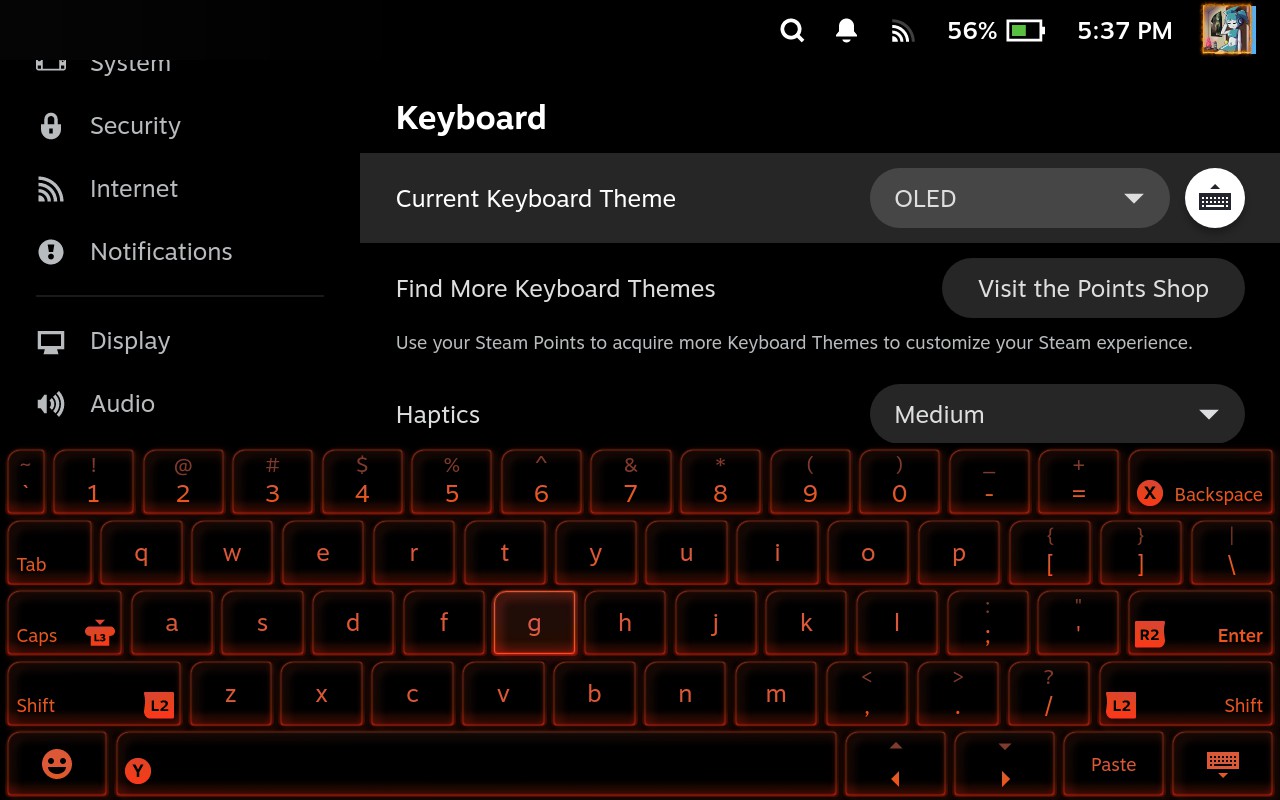 56%
5:37 PM
System
Security
Internet
Notifications
Display
Audio
Keyboard
Current Keyboard Theme
OLED
Find More Keyboard Themes
Visit the Points Shop
Use your Steam Points to acquire more Keyboard Themes to customize your Steam experience.
Haptics
Medium
~ ! @ # $ % ^ & * ( ) _ +
` 1 2 3 4 5 6 7 8 9 0 - = X Backspace
{ } |
Tab q w e r t y u i o p [ ] \
: "
Caps L3 a s d f g h j k l ; ' R2 Enter
< > ?
Shift L2 z x c v b n m , . / L2 Shift
Y Paste